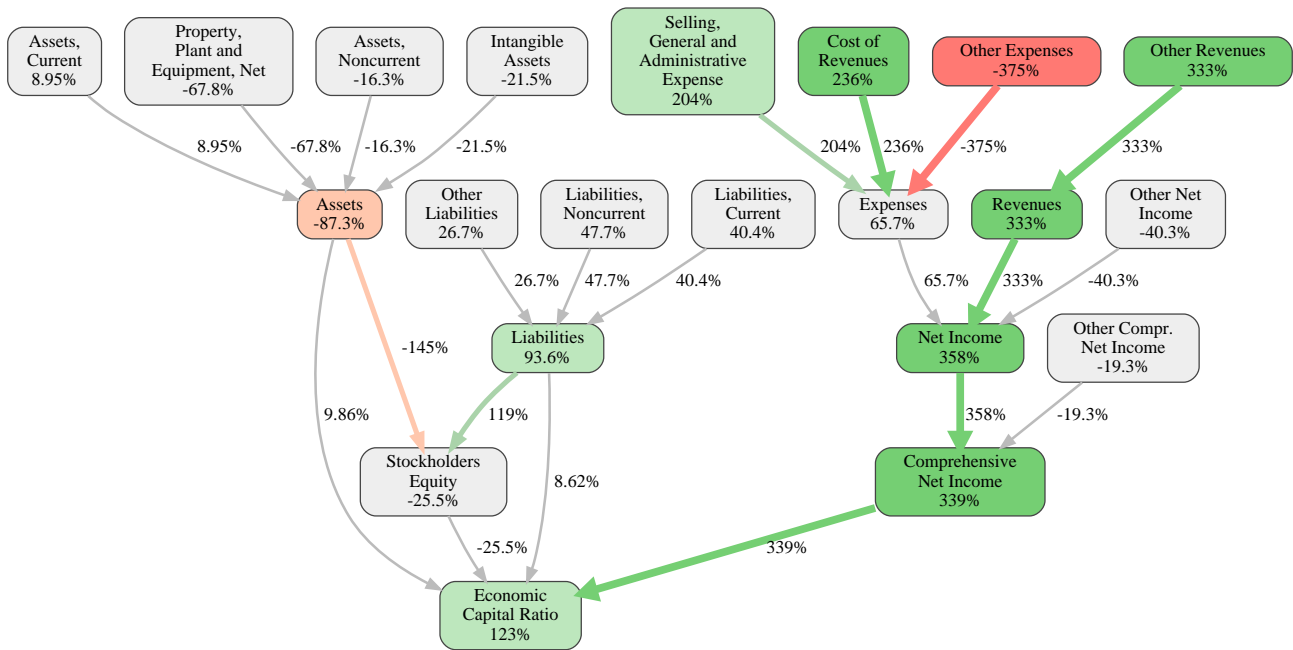 Assets,
Current
8.95%
Property,
Plant and
Equipment, Net
-67.8%
Assets,
Noncurrent
-16.3%
Intangible
Assets
-21.5%
Selling,
General and
Administrative
Expense
204%
Cost of
Revenues
236%
Other Expenses
-375%
Other Revenues
333%
8.95%
-67.8%
-16.3%
-21.5%
204%
236%
-375%
333%
Assets
-87.3%
Other
Liabilities
26.7%
Liabilities,
Noncurrent
47.7%
Liabilities,
Current
40.4%
Expenses
65.7%
Revenues
333%
Other Net
Income
-40.3%
26.7%
47.7%
40.4%
65.7%
333%
-40.3%
-145%
Liabilities
93.6%
Net Income
358%
Other Compr.
Net Income
-19.3%
9.86%
119%
358%
-19.3%
Stockholders
Equity
-25.5%
8.62%
Comprehensive
Net Income
339%
-25.5%
339%
Economic
Capital Ratio
123%